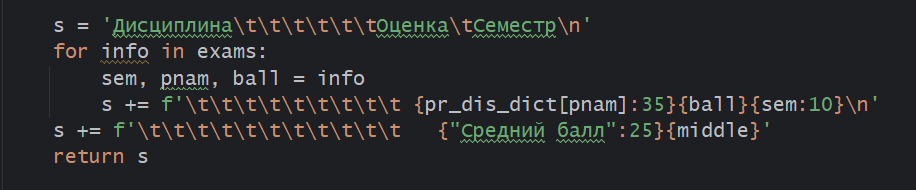 s = 'Дисциплина\t\t\t\t\t\tОценка\tСеместр\n'
for info in exams:
    sem, pnam, ball = info
    s += f'\t\t\t\t\t\t\t\t\t\t {pr_dis_dict[pnam]:35}{ball}{sem:10}\n'
s += f'\t\t\t\t\t\t\t\t\t\t\t\t   {"Средний балл":25}{middle}'
return s